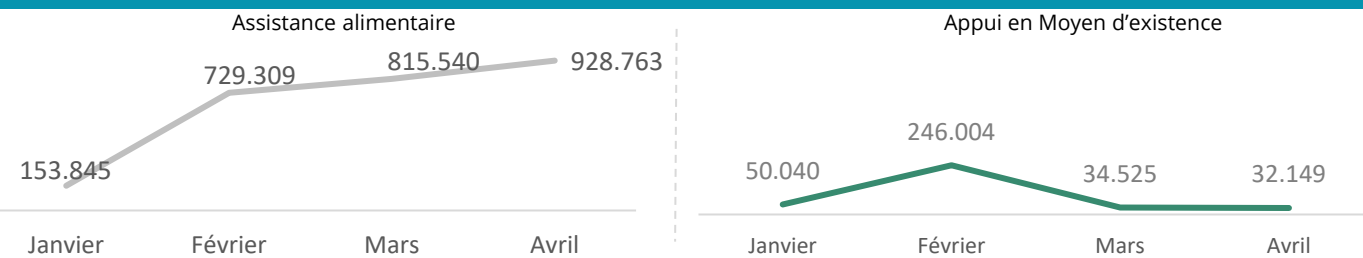 Assistance alimentaire
153.845
729.309
815.540
928.763
Janvier Février Mars Avril
Appui en Moyen d’existence
50.040
246.004
34.525
32.149
Janvier Février Mars Avril